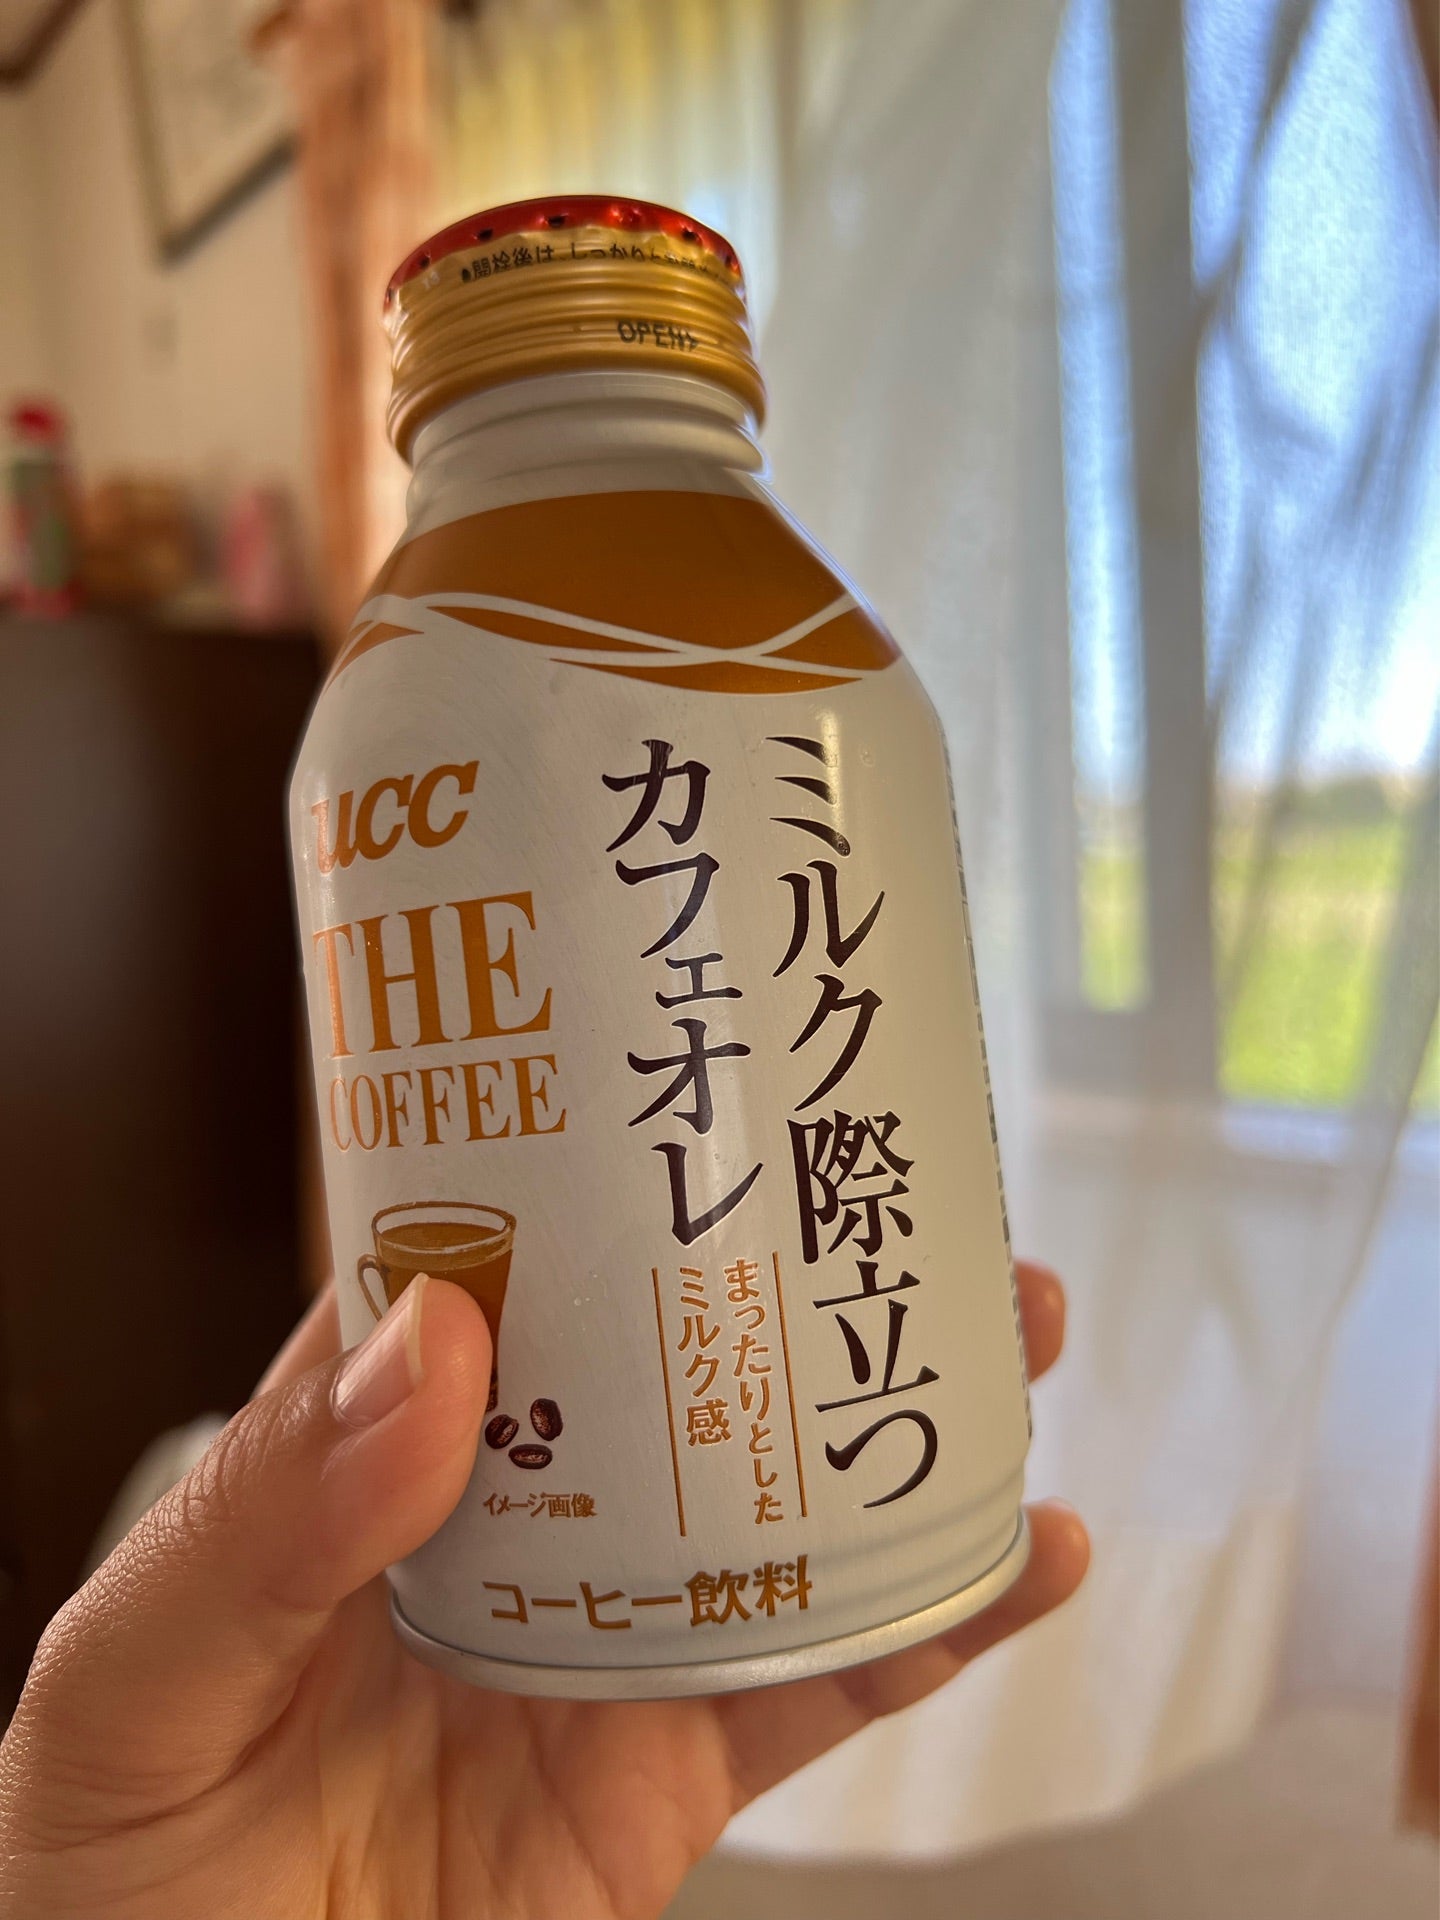 ●開栓後は、しっかりと
OPEN
UCC
THE
COFFEE
ミルク際立つ
カフェオレ
まったりとした
ミルク感
イメージ画像
コーヒー飲料